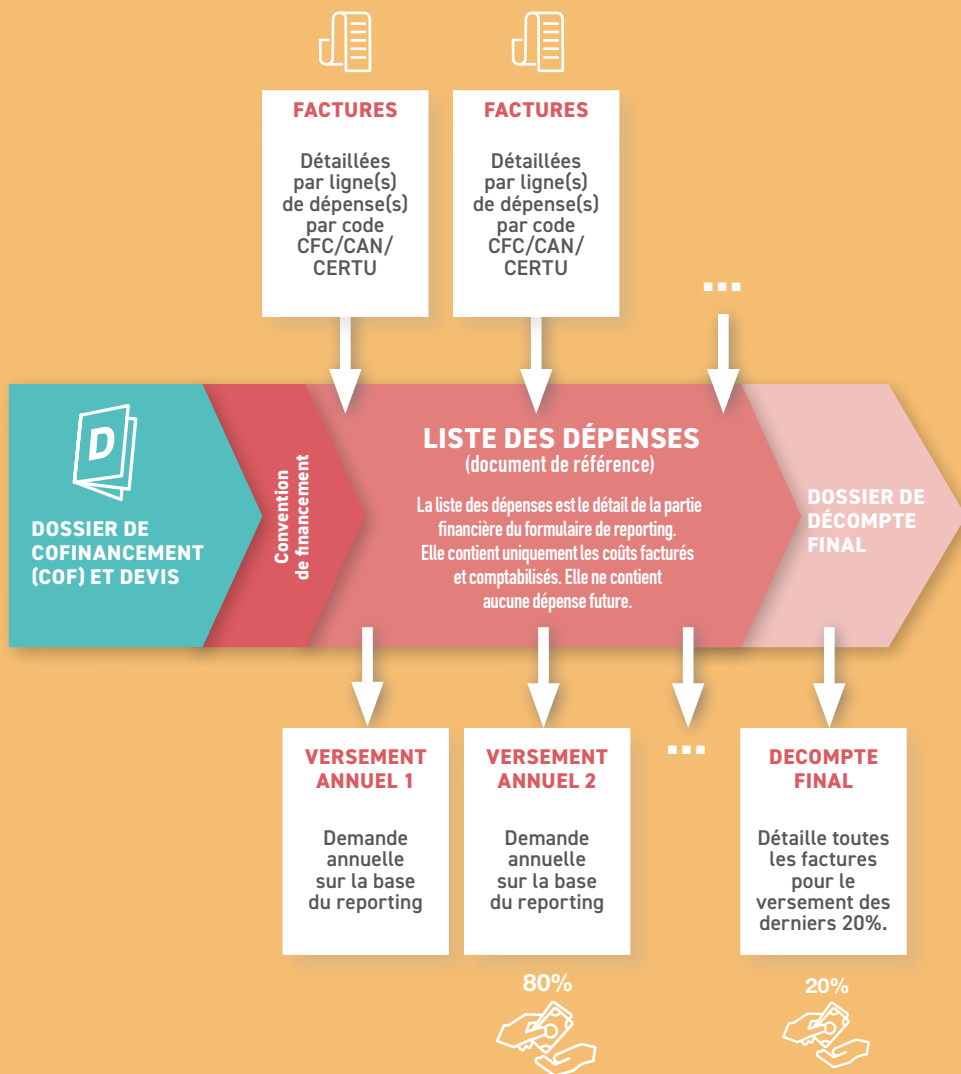 FACTURES
Détaillées
par ligne(s)
de dépense(s)
par code
CFC/CAN/
CERTU
FACTURES
Détaillées
par ligne(s)
de dépense(s)
par code
CFC/CAN/
CERTU
...
D
DOSSIER DE
COFINANCEMENT
(COF) ET DEVIS
Convention
de financement
LISTE DES DÉPENSES
(document de référence)
La liste des dépenses est le détail de la partie
financière du formulaire de reporting.
Elle contient uniquement les coûts facturés
et comptabilisés. Elle ne contient
aucune dépense future.
DOSSIER DE
DÉCOMPTE
FINAL
VERSEMENT
ANNUEL 1
Demande
annuelle
sur la base
du reporting
VERSEMENT
ANNUEL 2
Demande
annuelle
sur la base
du reporting
80%
...
DECOMPTE
FINAL
Détaille toutes
les factures
pour le
versement des
derniers 20%.
20%